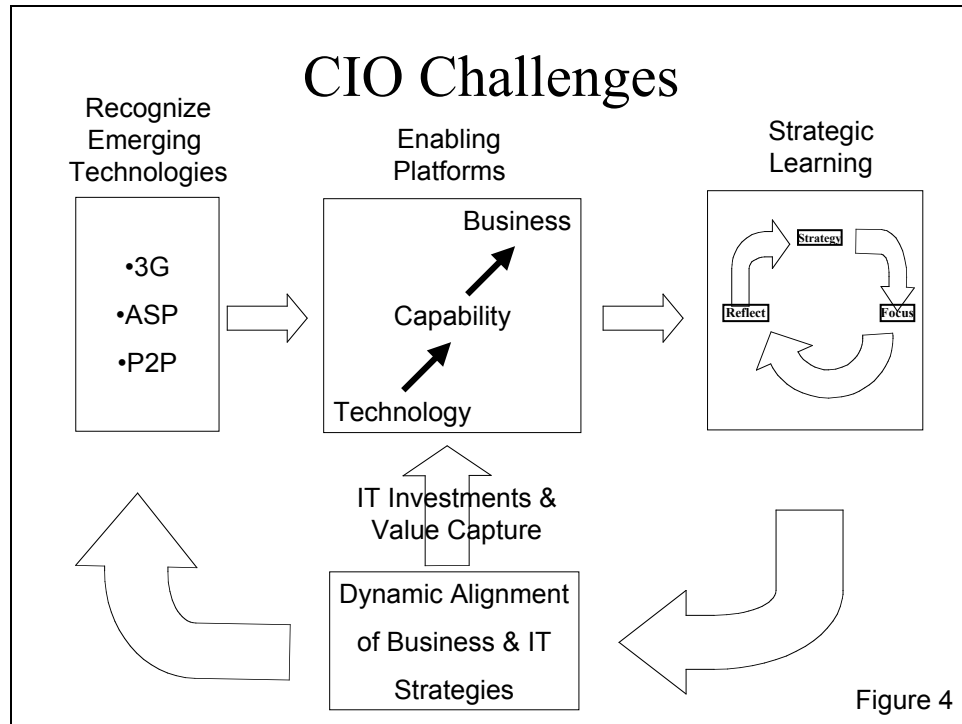 CIO Challenges
Recognize
Emerging
Technologies
•3G
•ASP
•P2P
Enabling
Platforms
Business
Capability
Technology
Strategic
Learning
Strategy
Reflect
Focus
IT Investments &
Value Capture
Dynamic Alignment
of Business & IT
Strategies
Figure 4